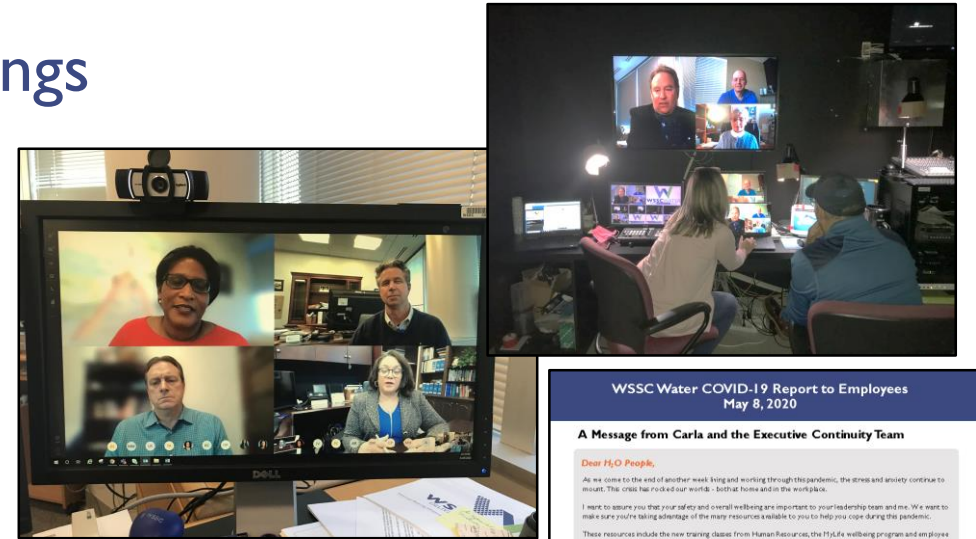 ngs
DELL
WSSC
WSSC Water COVID-19 Report to Employees
May 8, 2020
A Message from Carla and the Executive Continuity Team
Dear H₂O People,
As we come to the end of another week living and working through this pandemic, the stress and anxiety continue to
mount. This crisis has rocked our worlds - both at home and in the workplace.
I want to assure you that your safety and overall wellbeing are important to your leadership team and me. We want to
make sure you're taking advantage of the many resources available to you to help you cope during this pandemic.
These resources include the new training classes from Human Resources, the MyLife wellbeing program and employee